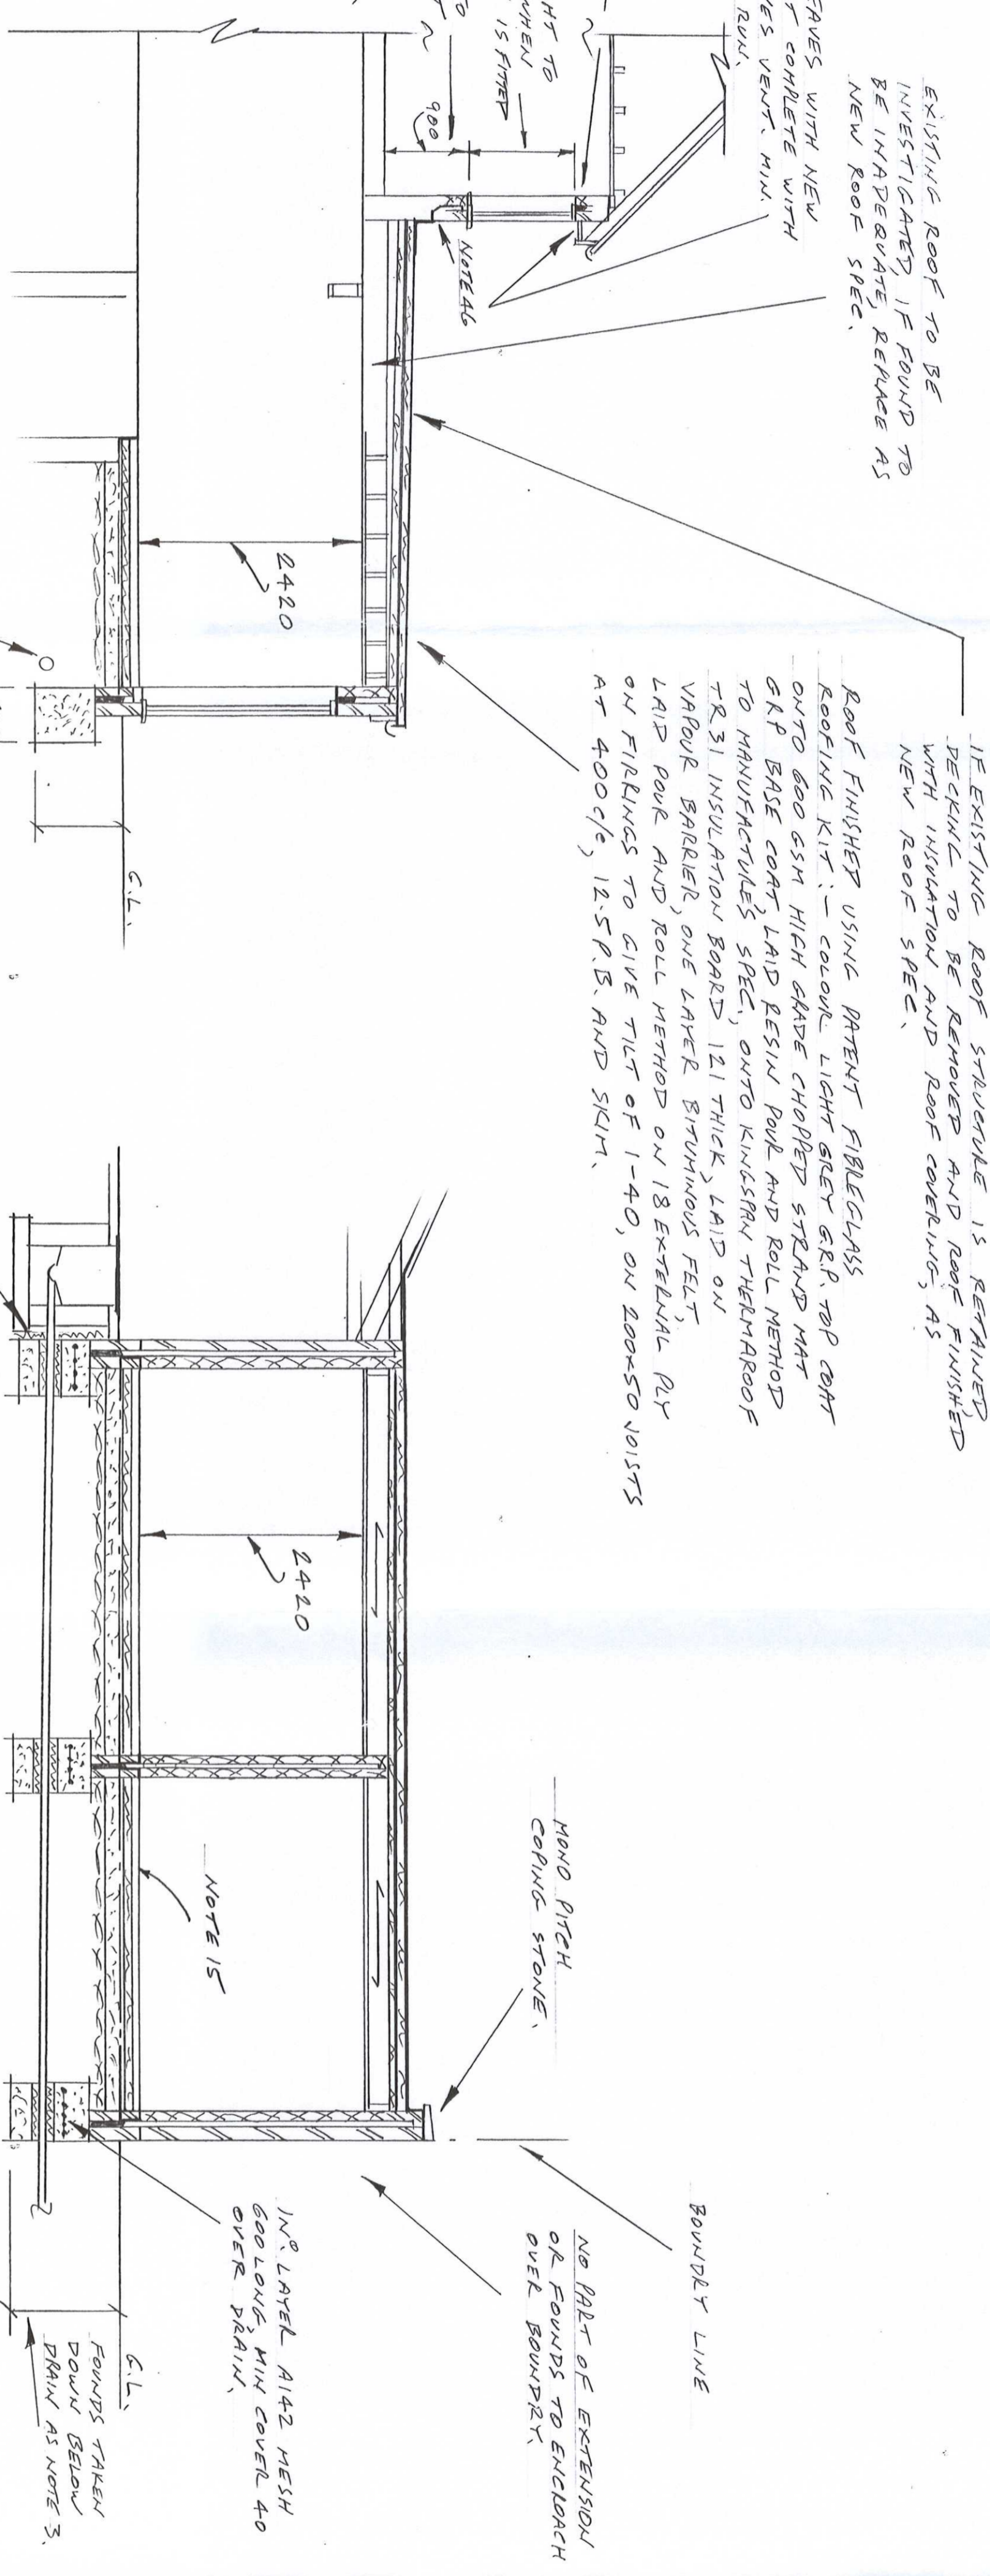 EXISTING ROOF TO BE
INVESTIGATED, IF FOUND TO
BE INADEQUATE, REPLACE AS
NEW ROOF SPEC.
EAVES WITH NEW
COMPLETE WITH
VENT. MIN.
RUN.
HT TO
WHEN
IS FITTED
TO
900
NOTE 46
2420
G.L.
IF EXISTING ROOF STRUCTURE IS RETAINED,
DECKING TO BE REMOVED AND ROOF FINISHED
WITH INSULATION AND ROOF COVERING, AS
NEW ROOF SPEC.
ROOF FINISHED USING PATENT FIBREGLASS
ROOFING KIT:- COLOUR LIGHT GREY G.R.P. TOP COAT
ONTO 600 GSM HIGH GRADE CHOPPED STRAND MAT
GRP BASE COAT, LAID RESIN POUR AND ROLL METHOD
TO MANUFACTURES SPEC., ONTO KINGSPAN THERMAROOF
TR31 INSULATION BOARD 121 THICK, LAID ON
VAPOUR BARRIER, ONE LAYER BITUMINOUS FELT,
LAID POUR AND ROLL METHOD ON 18 EXTERNAL PLY
ON FIRRINGS TO GIVE TILT OF 1-40, ON 200x50 JOISTS
AT 400 c/c, 12.5 P.B. AND SKIM.
2420
NOTE 15
MONO PITCH
COPING STONE.
BOUNDRY LINE
NO PART OF EXTENSION
OR FOUNDS TO ENCROACH
OVER BOUNDRY.
1No. LAYER A142 MESH
600 LONG, MIN COVER 40
OVER DRAIN.
G.L.
FOUNDS TAKEN
DOWN BELOW
DRAIN AS NOTE 3.